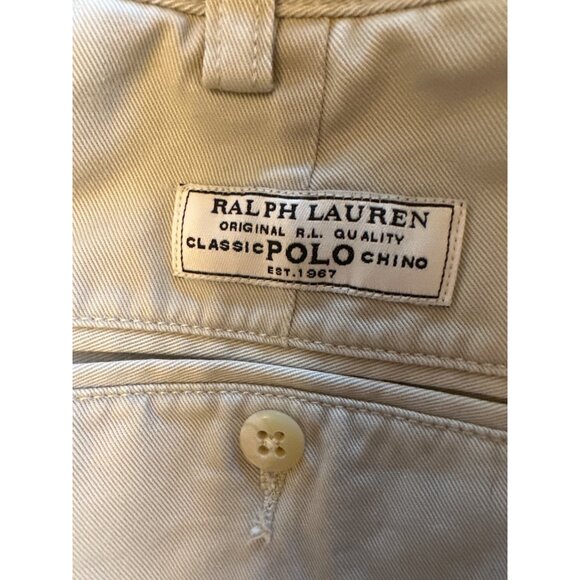 RALPH LAUREN
ORIGINAL R.L. QUALITY
CLASSIC POLO CHINO
EST. 1967